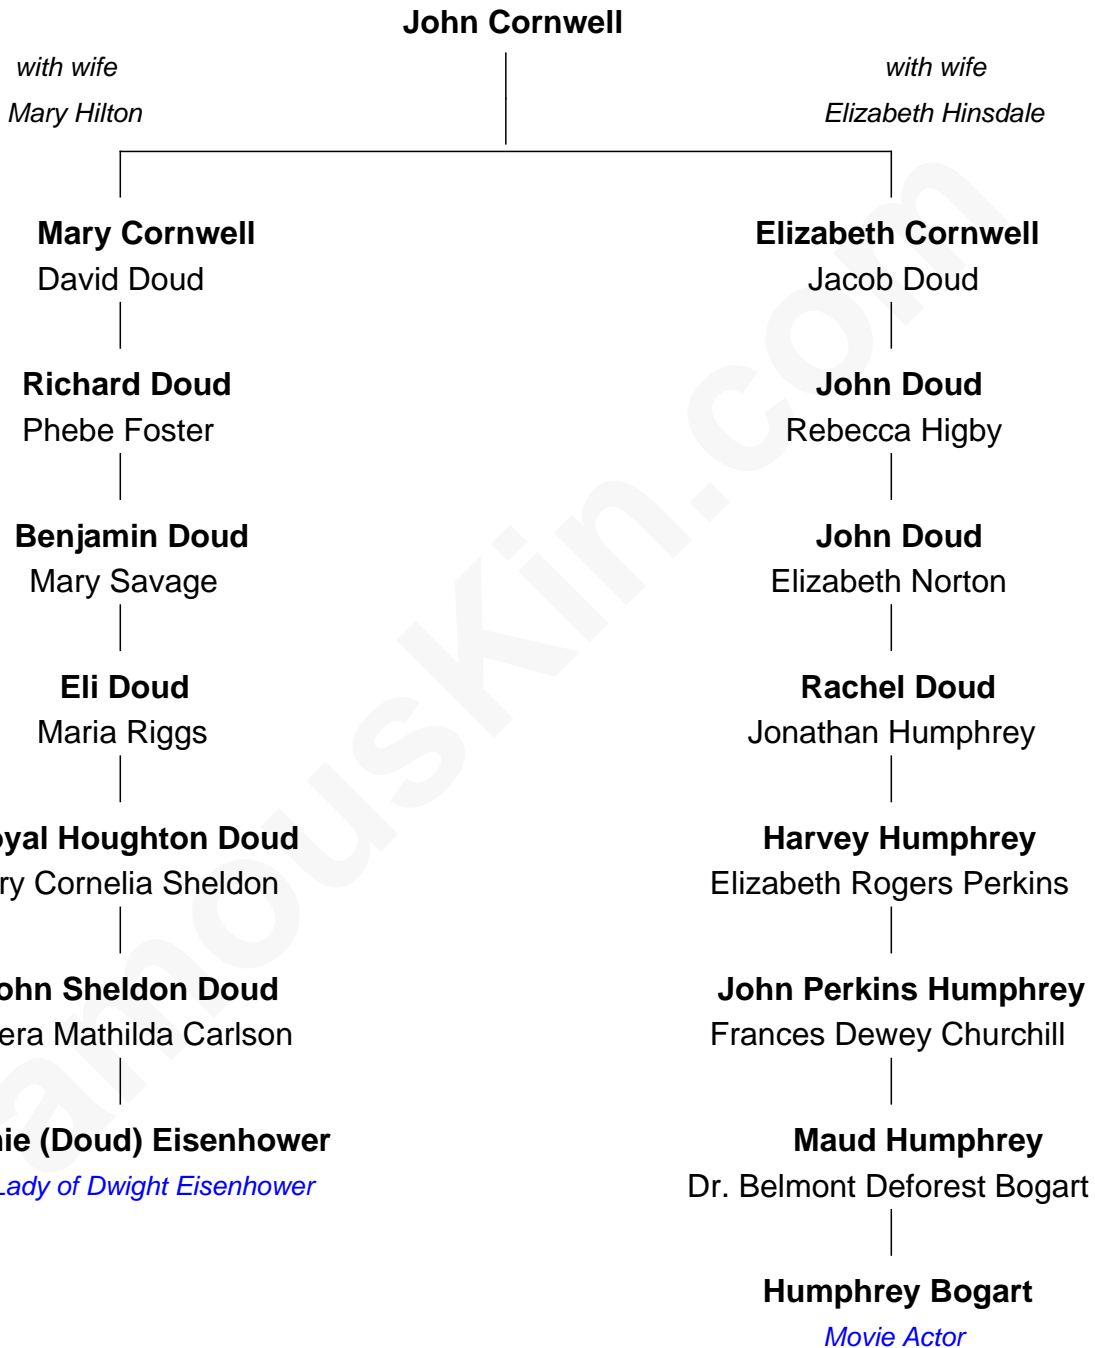 John Cornwell
with wife
Mary Hilton
with wife
Elizabeth Hinsdale
Mary Cornwell
David Doud
Elizabeth Cornwell
Jacob Doud
Richard Doud
Phebe Foster
John Doud
Rebecca Higby
Benjamin Doud
Mary Savage
John Doud
Elizabeth Norton
Eli Doud
Maria Riggs
Rachel Doud
Jonathan Humphrey
oyal Houghton Doud
ry Cornelia Sheldon
Harvey Humphrey
Elizabeth Rogers Perkins
ohn Sheldon Doud
era Mathilda Carlson
John Perkins Humphrey
Frances Dewey Churchill
nie (Doud) Eisenhower
Lady of Dwight Eisenhower
Maud Humphrey
Dr. Belmont Deforest Bogart
Humphrey Bogart
Movie Actor
amousKin.com